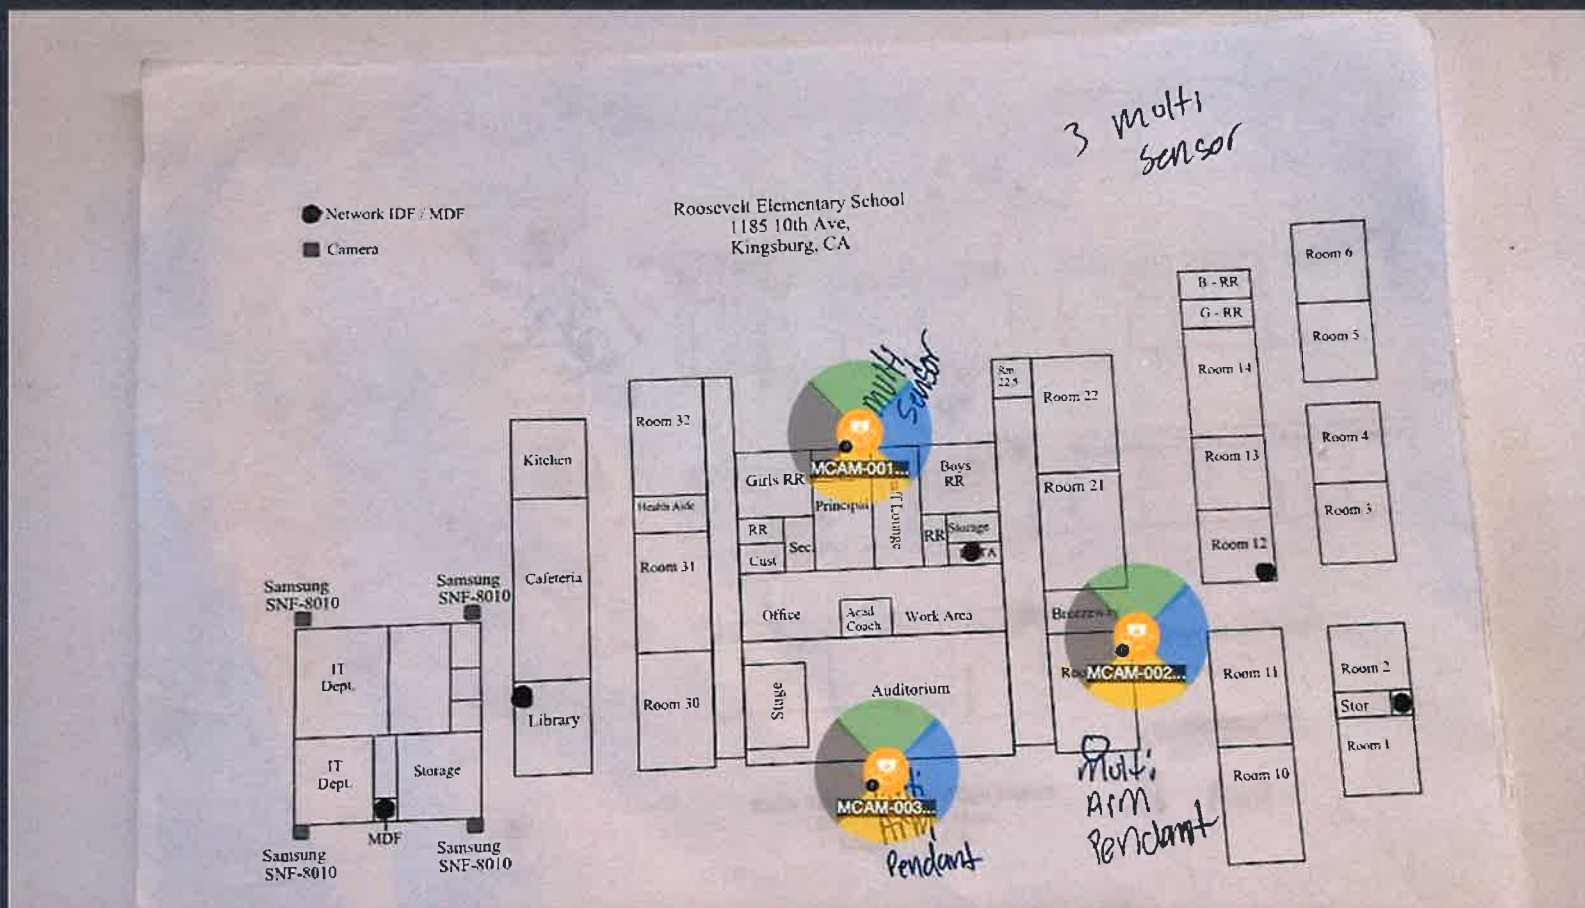 3 Multi
Sensor
Network IDF / MDF
Camera
Roosevelt Elementary School
1185 10th Ave,
Kingsburg, CA
Room 6
Room 5
B - RR
G - RR
Room 14
Room 13
Room 12
Room 4
Room 3
Multi
Sensor
Rm
22.5
Room 22
Room 21
Room 32
Health Aide
Room 31
Room 30
Kitchen
Cafeteria
Library
Girls RR
MCAM-001...
Boys
RR
Principal
Lounge
RR
Sec
Cust
RR
Storage
Office
Acad
Coach
Work Area
Stage
Auditorium
MCAM-002...
MCAM-003...
Pendant
Multi
Arm
Pendant
Room 11
Room 10
Room 2
Stor
Room 1
Samsung
SNF-8010
Samsung
SNF-8010
IT
Dept.
IT
Dept.
Storage
MDF
Samsung
SNF-8010
Samsung
SNF-8010